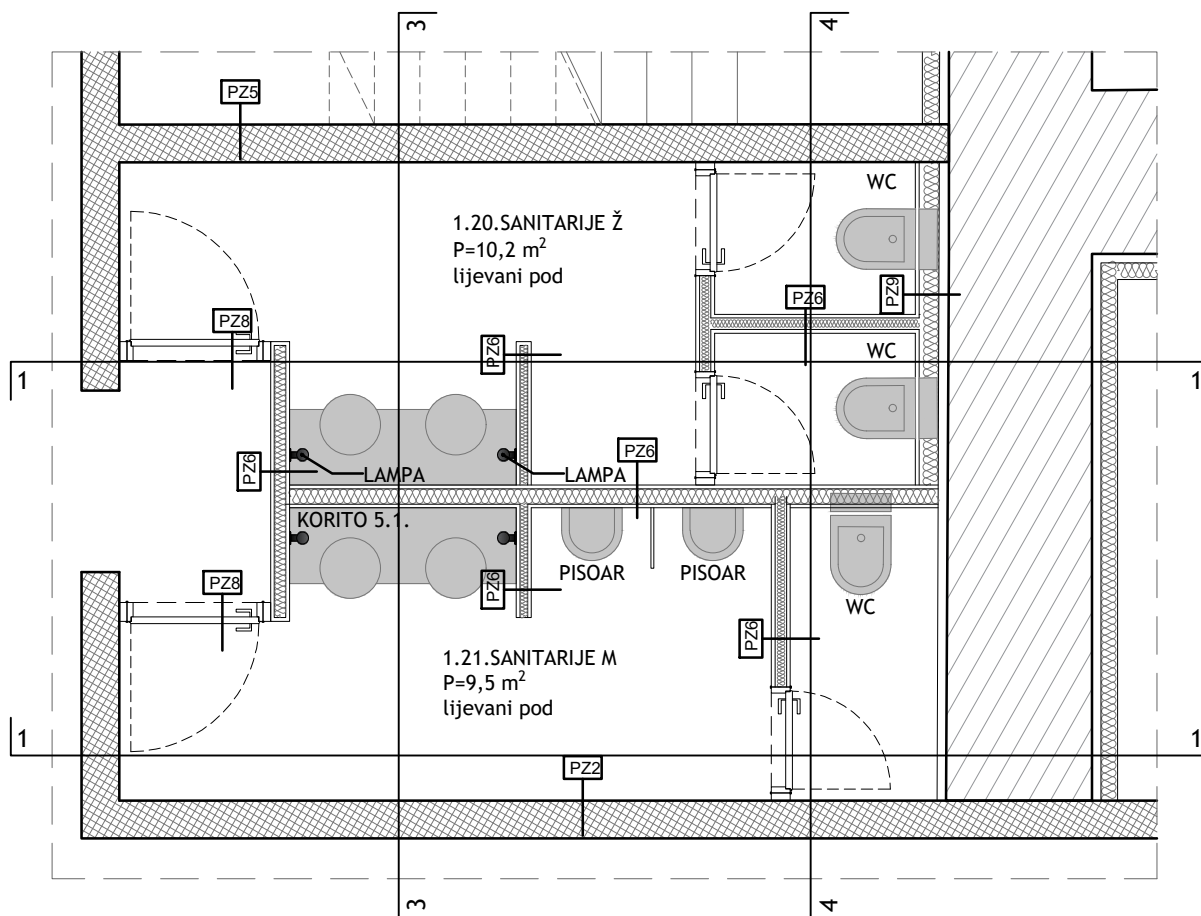 3
4
PZ5
WC
1.20.SANITARIJE Ž
P=10,2 m²
lijevani pod
PZ9
PZ6
PZ8
PZ6
WC
1
1
PZ6
PZ6
LAMPA
LAMPA
KORITO 5.1.
PISOAR
PISOAR
PZ8
PZ6
WC
PZ6
1.21.SANITARIJE M
P=9,5 m²
lijevani pod
1
1
PZ2
3
4